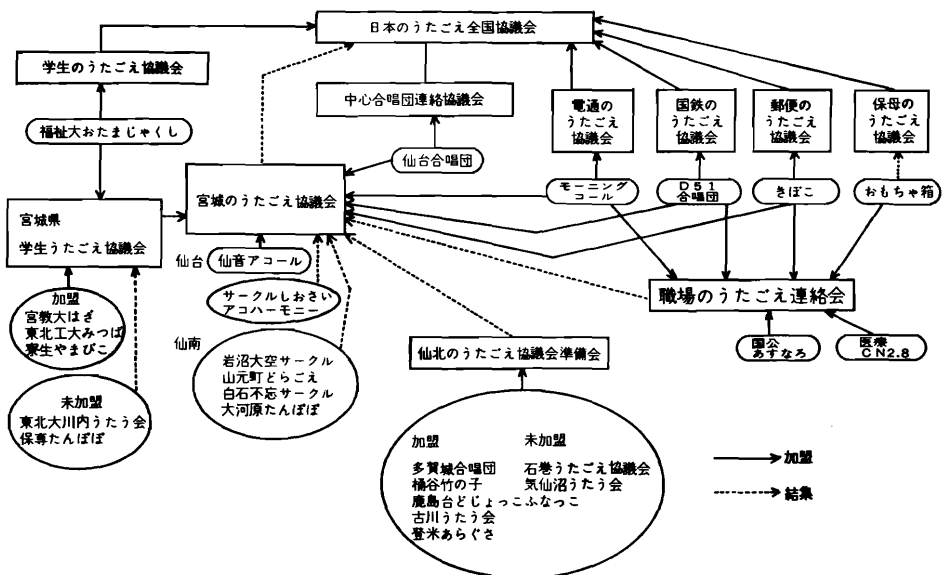 日本のうたごえ全国協議会
学生のうたごえ協議会
中心合唱団連絡協議会
電通の
うたごえ
協議会
国鉄の
うたごえ
協議会
郵便の
うたごえ
協議会
保母の
うたごえ
協議会
福祉大おたまじゃくし
仙台合唱団
宮城のうたごえ協議会
モーニング
コール
D51
合唱団
きぼこ
おもちゃ箱
宮城県
学生うたごえ協議会
仙台
仙音アコール
職場のうたごえ連絡会
サークルしおさい
アコハーモニー
加盟
宮教大はぎ
東北工大みつば
寮生やまびこ
仙南
岩沼大空サークル
山元町どらごえ
白石不忘サークル
大河原たんぽぽ
仙北のうたごえ協議会準備会
国公
あすなろ
医療
CN2.8
未加盟
東北大川内うたう会
保専たんぽぽ
加盟
未加盟
多賀城合唱団
石巻うたごえ協議会
桶谷竹の子
気仙沼うたう会
鹿島台どじょっこふなっこ
古川うたう会
登米あらぐさ
加盟
結集